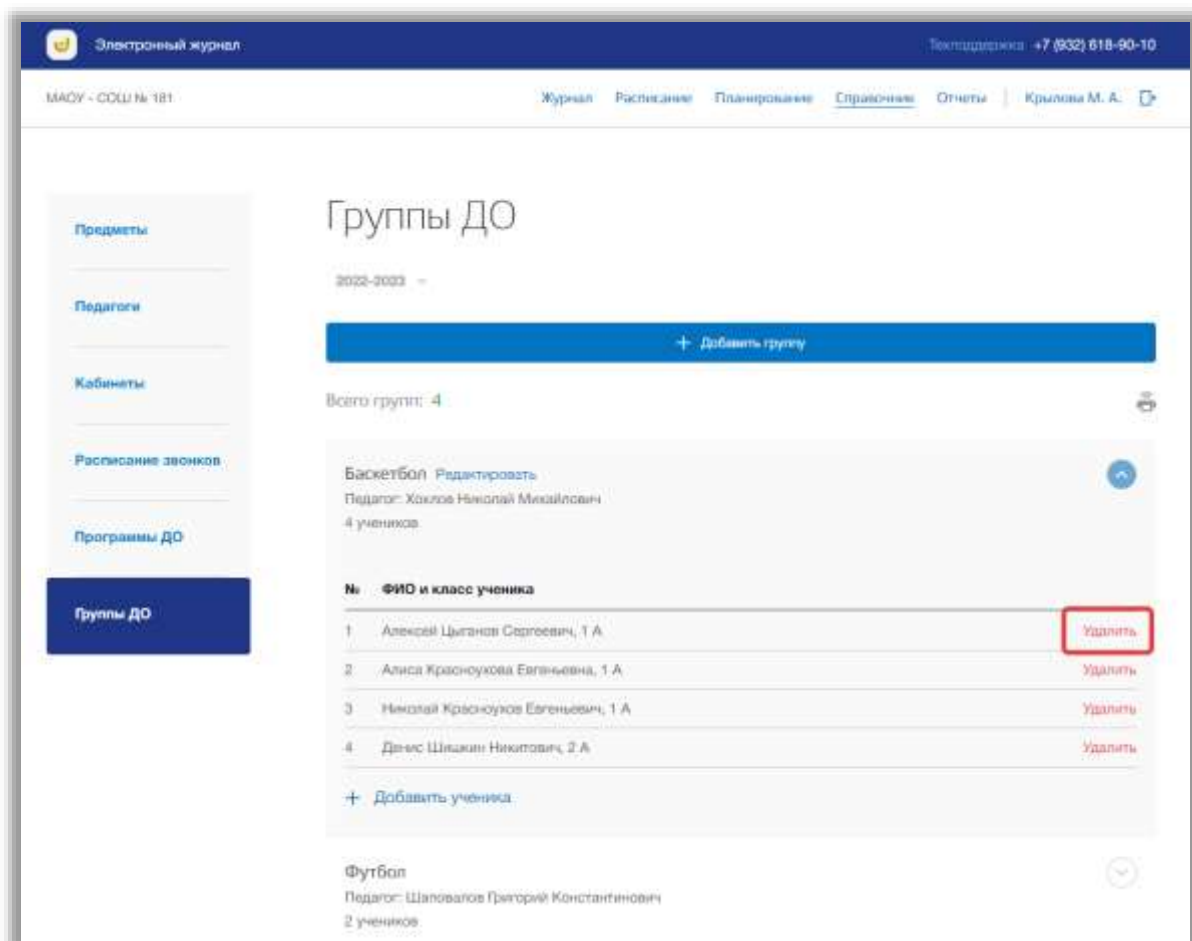 Электронный журнал
Техподдержка +7 (932) 618-90-10
МАОУ - СОШ № 181
Журнал Расписание Планирование Справочник Отчеты Крылова М. А.
Группы ДО
Предметы
2022-2023
Педагоги
+ Добавить группу
Кабинеты
Всего групп: 4
Расписание звонков
Баскетбол Редактировать
Педагог: Хохлов Николай Михайлович
4 учеников
Программы ДО
№ ФИО и класс ученика
Группы ДО
1 Алексей Цыганов Сергеевич, 1 А Удалить
2 Алиса Красноухова Евгеньевна, 1 А Удалить
3 Николай Красноухов Евгеньевич, 1 А Удалить
4 Денис Шишкин Никитович, 2 А Удалить
+ Добавить ученика
Футбол
Педагог: Шаповалов Григорий Константинович
2 учеников